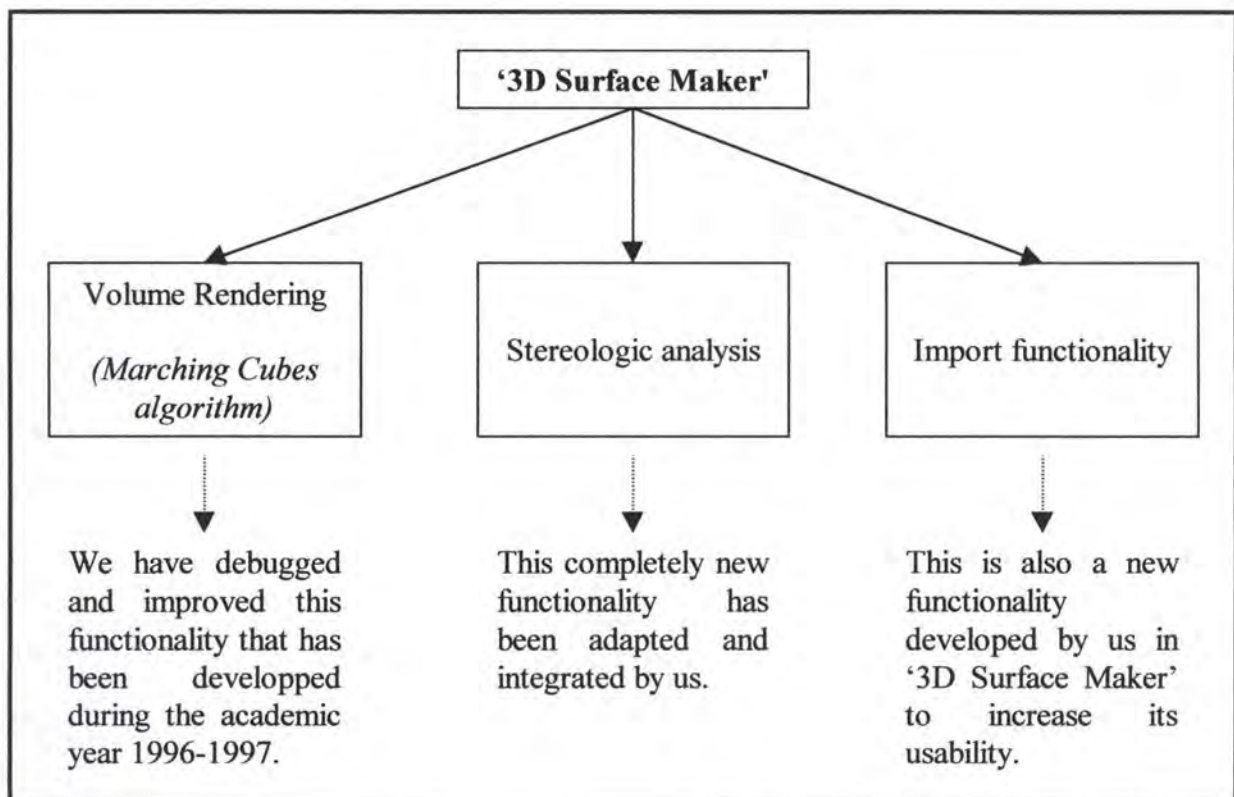 ‘3D Surface Maker'
Volume Rendering
(Marching Cubes
algorithm)
Stereologic analysis
Import functionality
We have debugged
and improved this
functionality that has
been developped
during the academic
year 1996-1997.
This completely new
functionality has
been adapted and
integrated by us.
This is also a new
functionality
developed by us in
‘3D Surface Maker’
to increase its
usability.